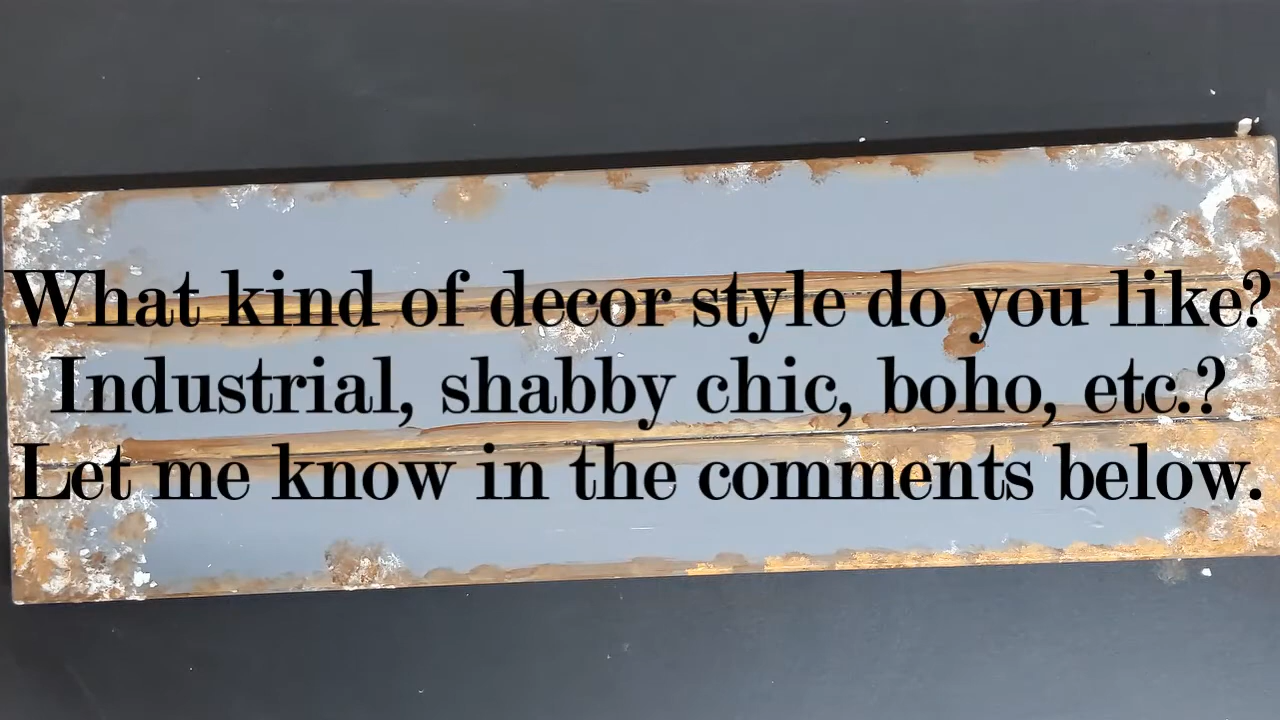 What kind of decor style do you like?
Industrial, shabby chic, boho, etc.?
Let me know in the comments below.